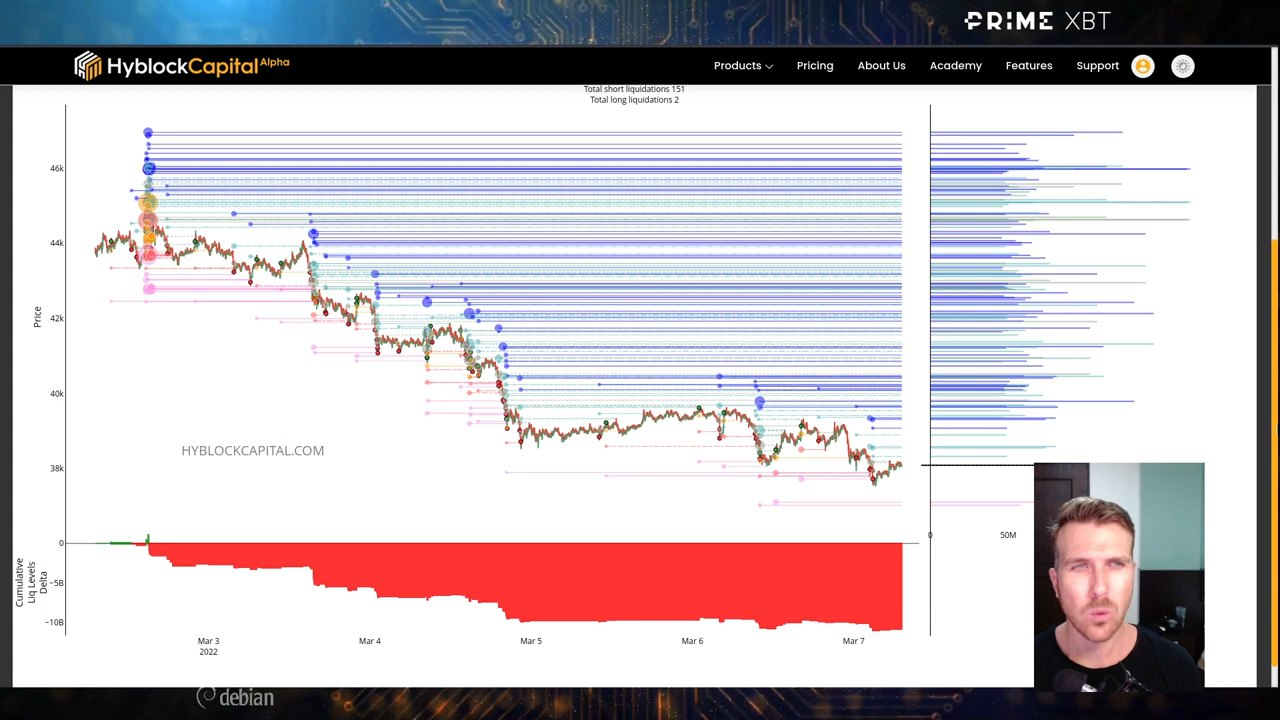 PRIME XBT
HyblockCapital Alpha
Products Pricing About Us Academy Features Support
Total short liquidations 151
Total long liquidations 2
46k
44k
42k
40k
38k
Price
HYBLOCKCAPITAL.COM
0
−5B
−10B
Cumulative
Liq Levels
Delta
0
50M
Mar 3
2022
Mar 4
Mar 5
Mar 6
Mar 7
debian